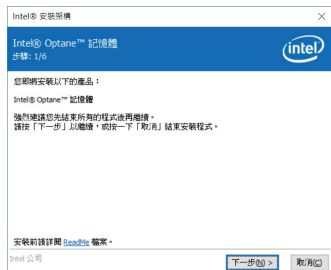 Intel® 安裝架構
Intel® Optane™ 記憶體
步驟: 1/6
intel
您即將安裝以下的產品：
Intel® Optane™ 記憶體
強烈建議您先結束所有的程式後再繼續。
請按「下一步」以繼續，或按一下「取消」結束安裝程式。
安裝前請詳閱 ReadMe 檔案。
Intel 公司
下一步(N) >
取消(C)